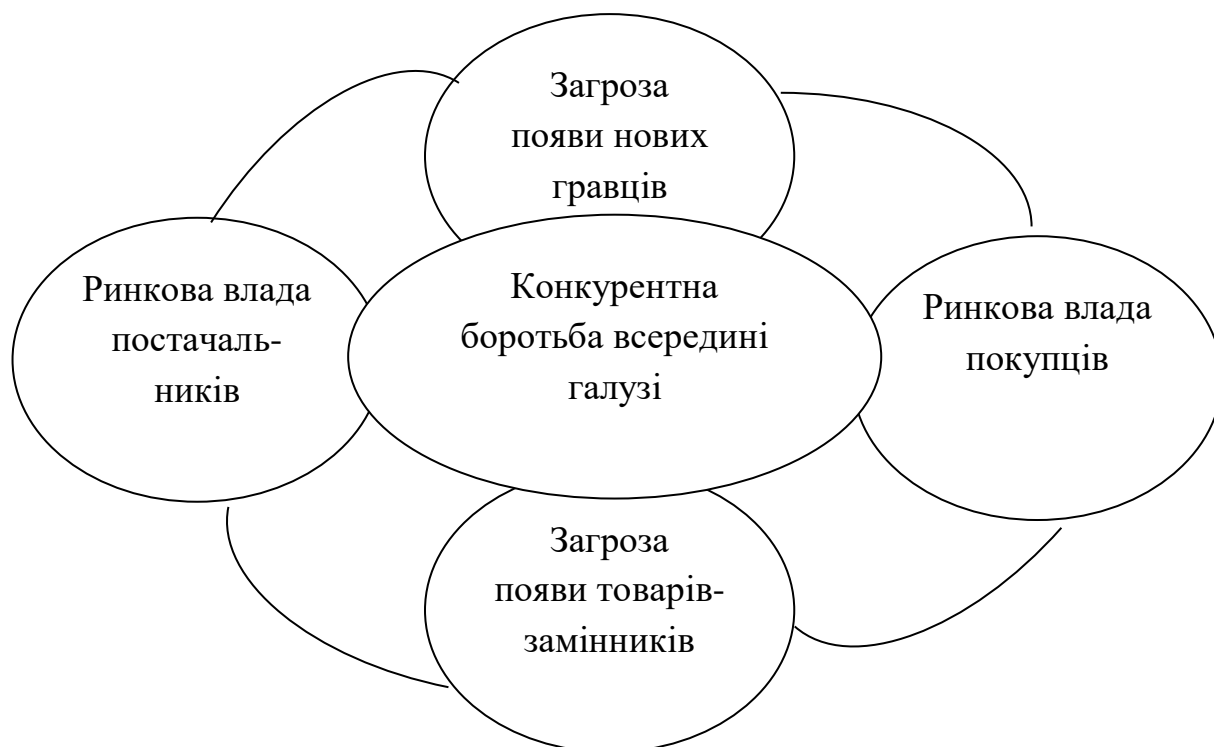 Загроза
появи нових
гравців
Ринкова влада
постачаль-
ників
Конкурентна
боротьба всередині
галузі
Ринкова влада
покупців
Загроза
появи товарів-
замінників